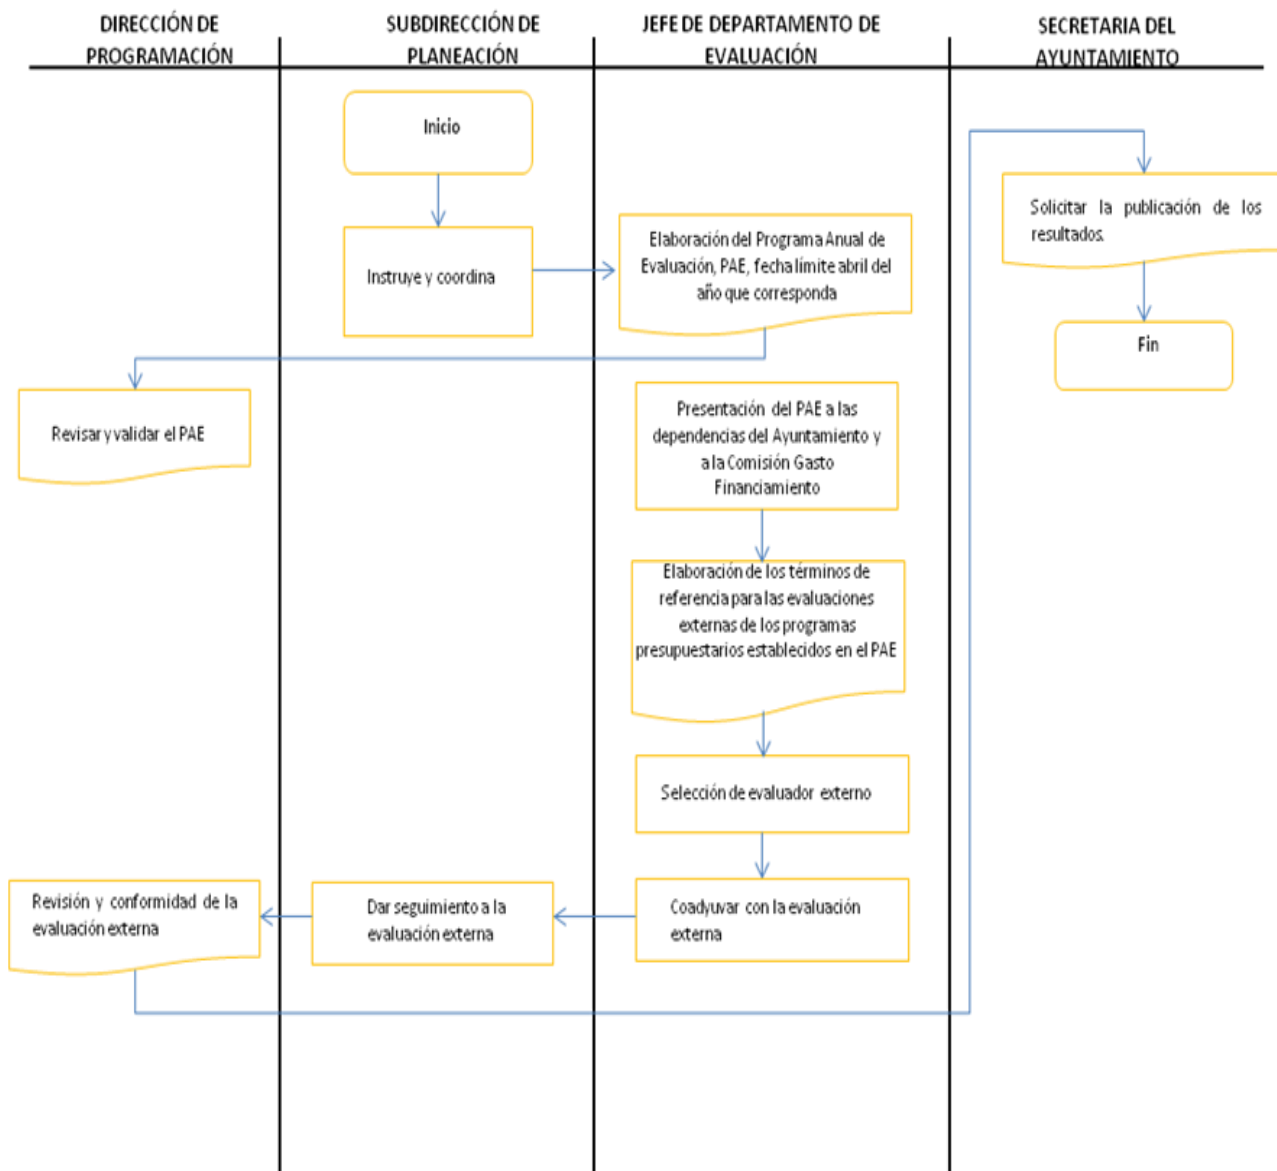 DIRECCIÓN DE
PROGRAMACIÓN
SUBDIRECCIÓN DE
PLANEACIÓN
JEFE DE DEPARTAMENTO DE
EVALUACIÓN
SECRETARIA DEL
AYUNTAMIENTO
Inicio
Instruye y coordina
Elaboración del Programa Anual de
Evaluación, PAE, fecha límite abril del
año que corresponda
Revisar y validar el PAE
Presentación del PAE a las
dependencias del Ayuntamiento y
a la Comisión Gasto
Financiamiento
Elaboración de los términos de
referencia para las evaluaciones
externas de los programas
presupuestarios establecidos en el PAE
Selección de evaluador externo
Coadyuvar con la evaluación
externa
Dar seguimiento a la
evaluación externa
Revisión y conformidad de la
evaluación externa
Solicitar la publicación de los
resultados.
Fin